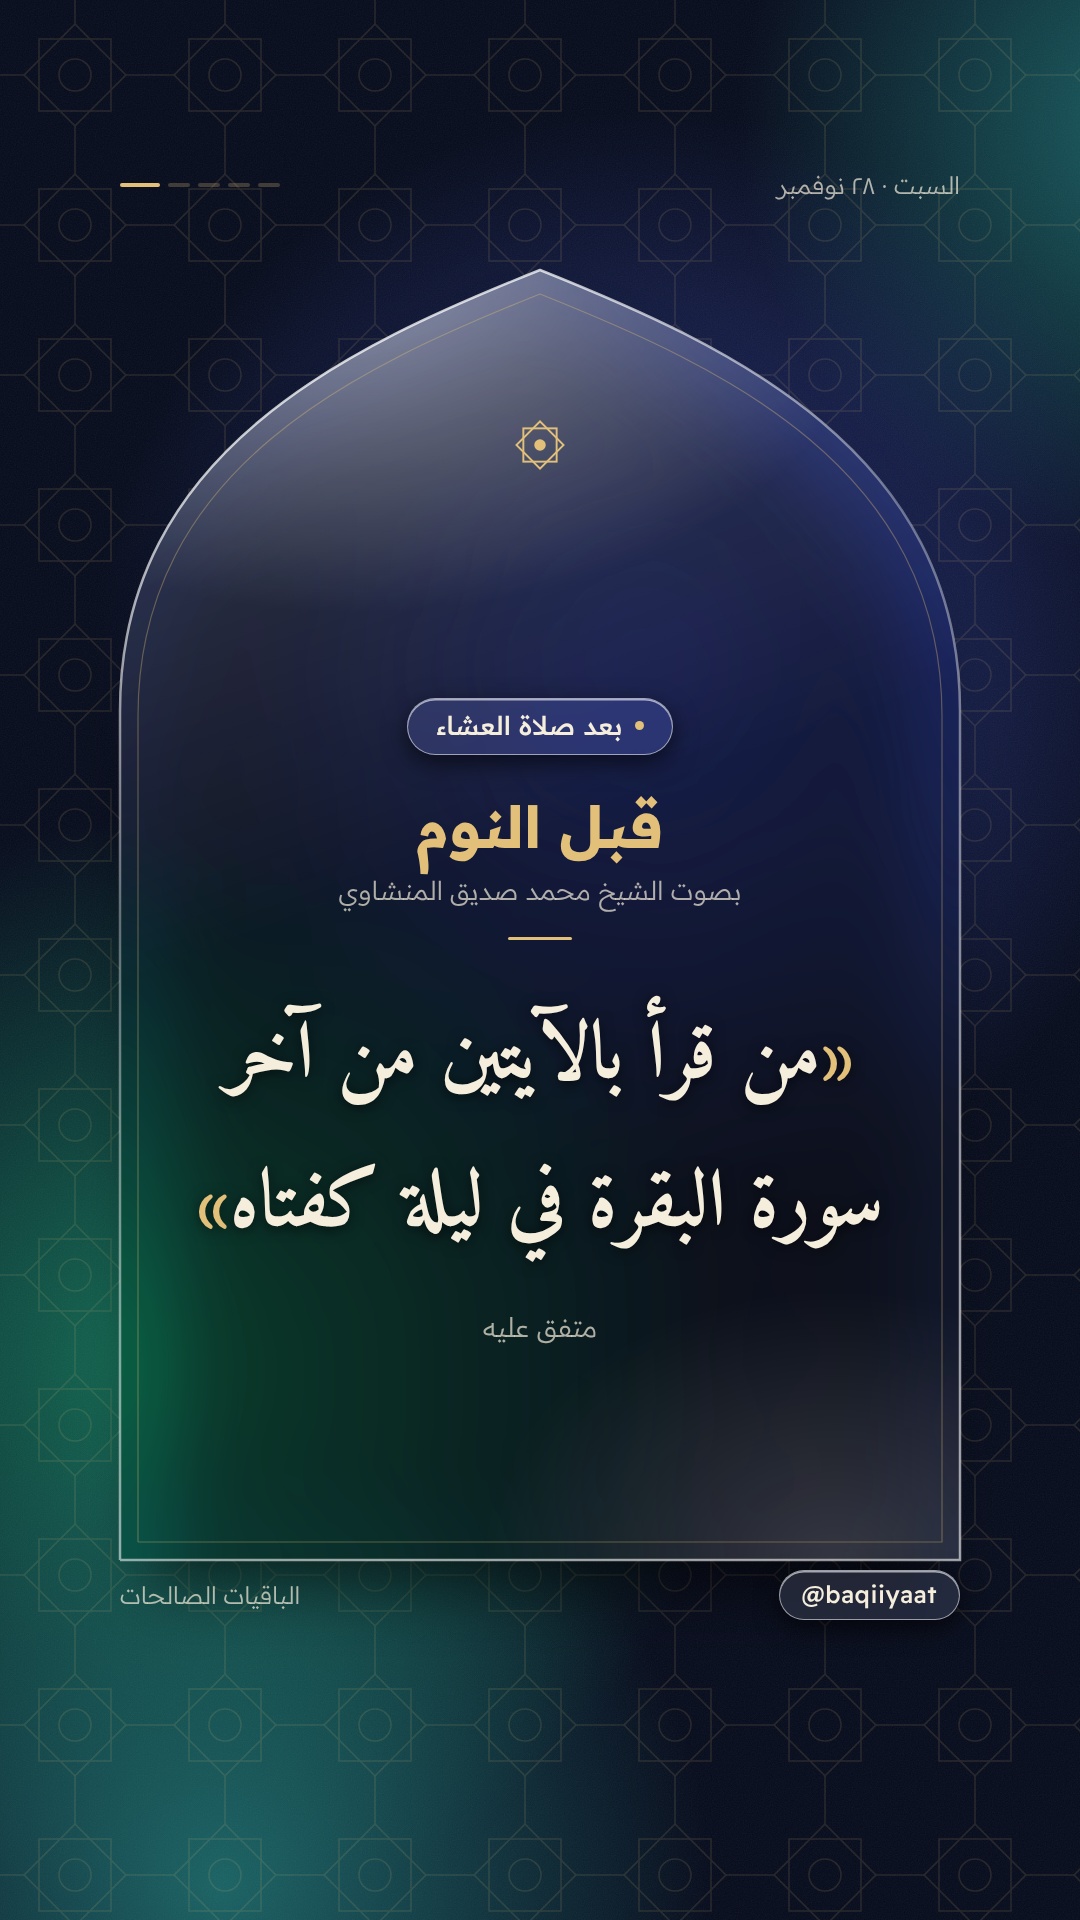 السبت · ٢٨ نوفمبر
بعد صلاة العشاء
قبل النوم
بصوت الشيخ محمد صديق المنشاوي
«من قرأ بالآيتين من آخر
سورة البقرة في ليلة كفتاه»
متفق عليه
@baqiiyaat
الباقيات الصالحات